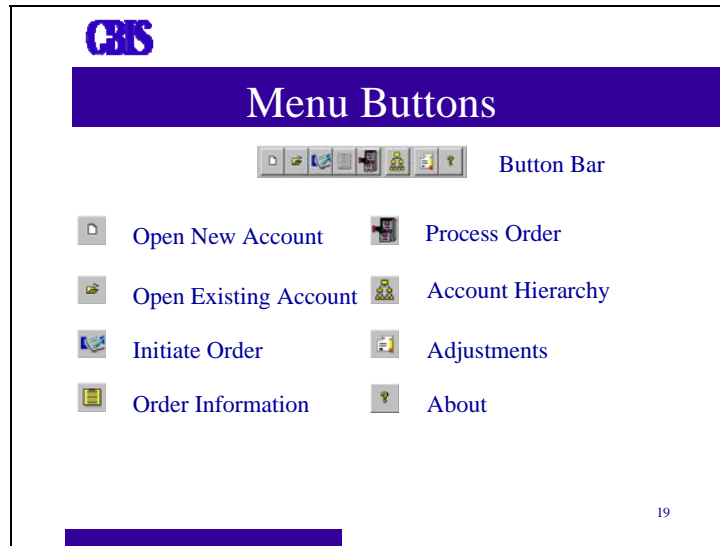 CBIS
Menu Buttons
Button Bar
Open New Account
Process Order
Open Existing Account
Account Hierarchy
Initiate Order
Adjustments
Order Information
About
19